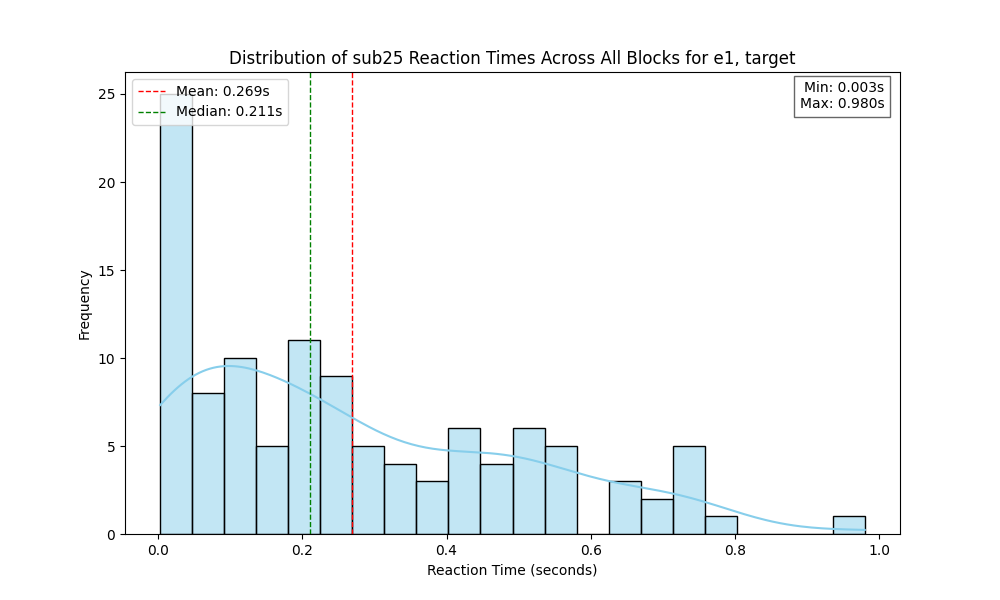 Distribution of sub25 Reaction Times Across All Blocks for e1, target
Mean: 0.269s
Median: 0.211s
Min: 0.003s
Max: 0.980s
25
20
15
10
5
0
Frequency
0.0 0.2 0.4 0.6 0.8 1.0
Reaction Time (seconds)